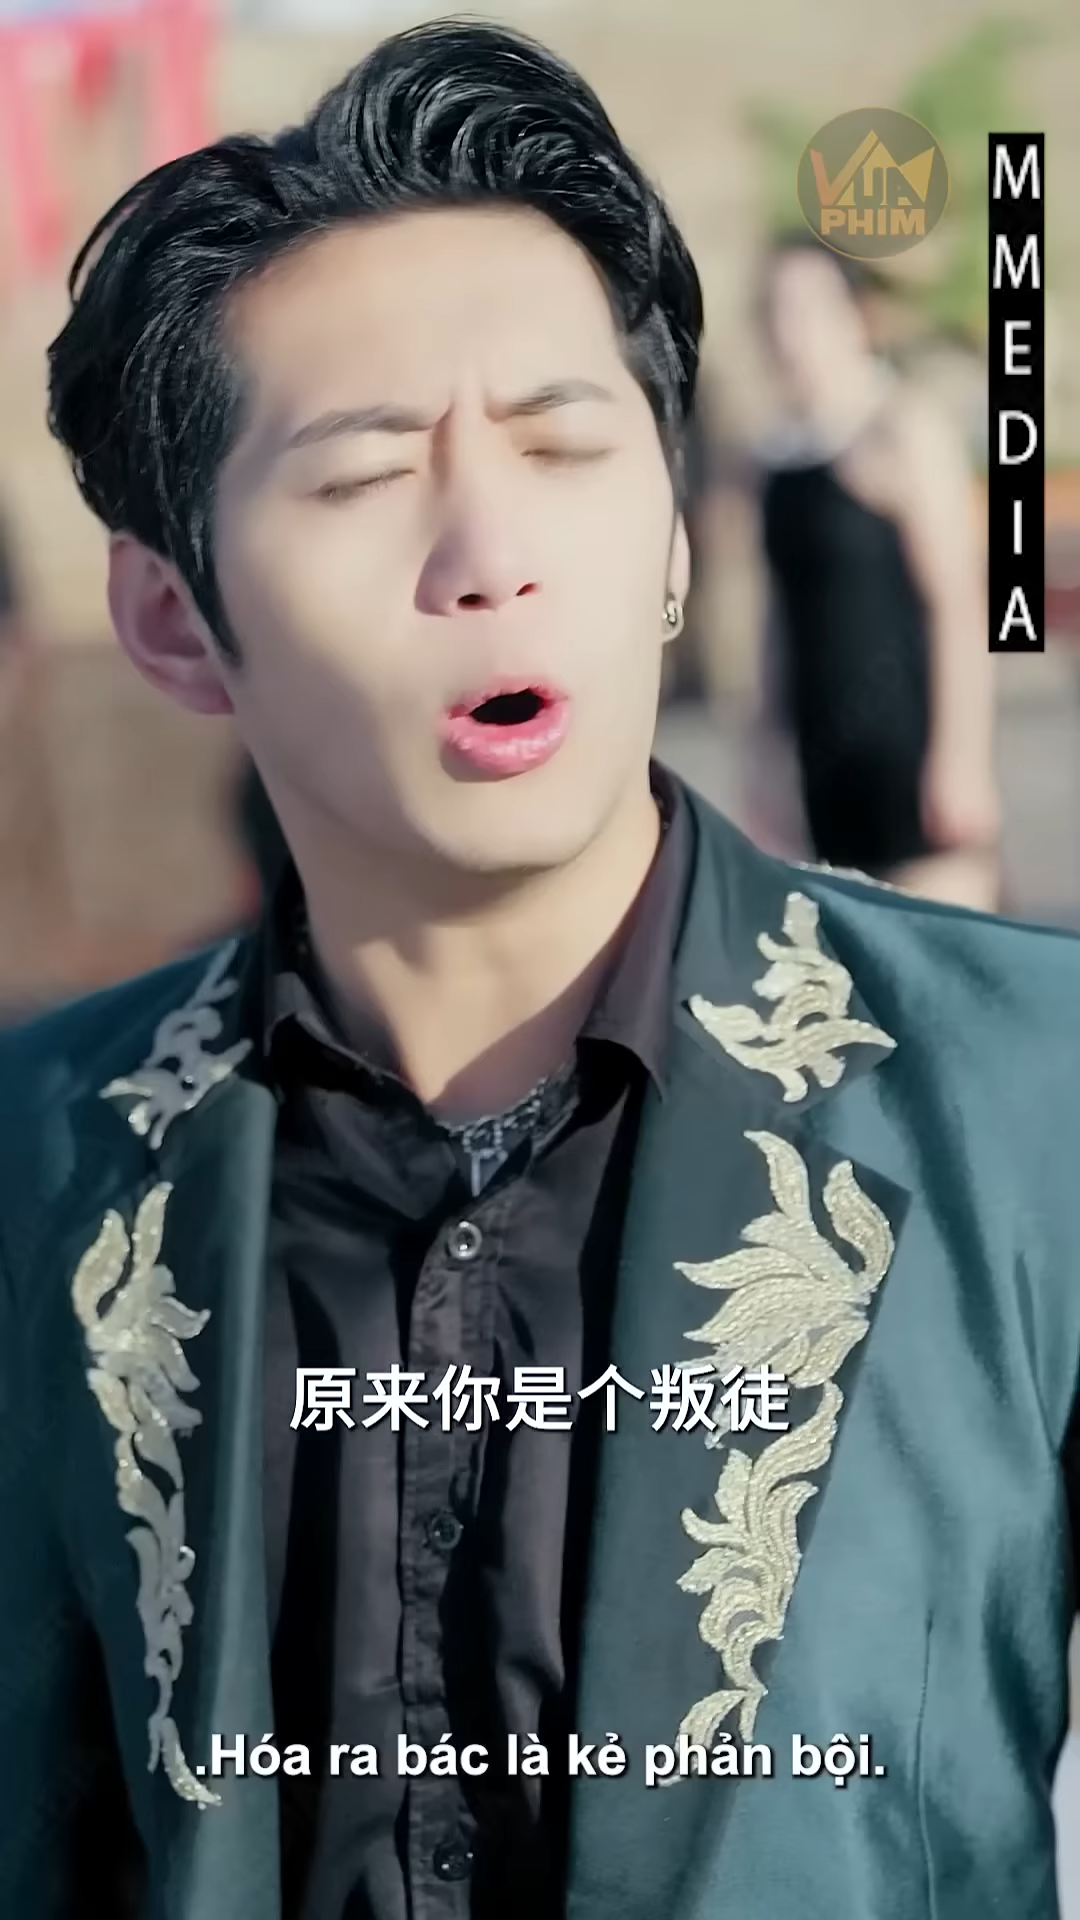 VUA
PHIM
MMEDIA
原来你是个叛徒
.Hóa ra bác là kẻ phản bội.